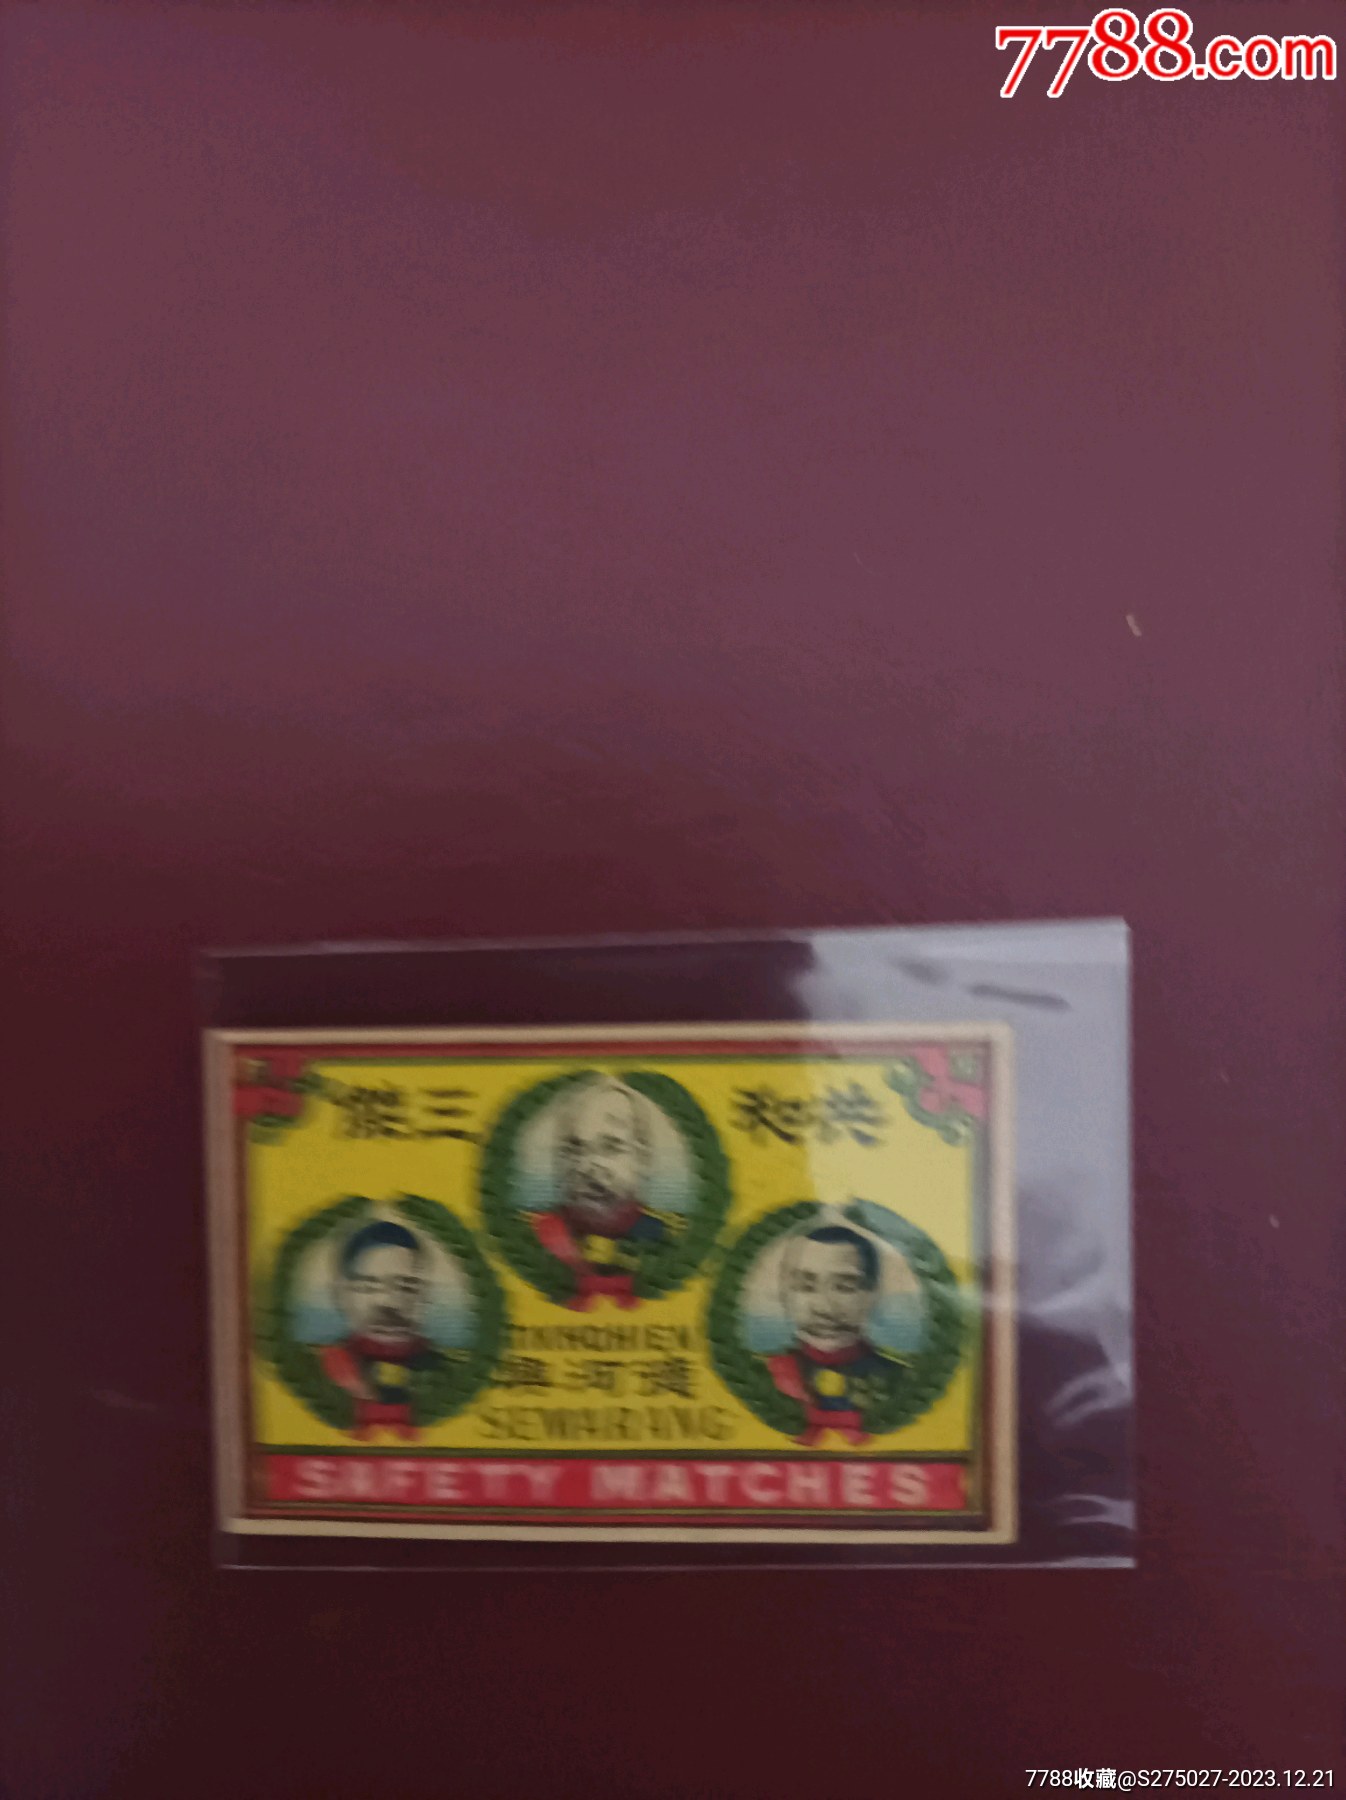 7788.com
傑三 和共
SEMARANG
SAFETY MATCHES
7788收藏@S275027-2023.12.21